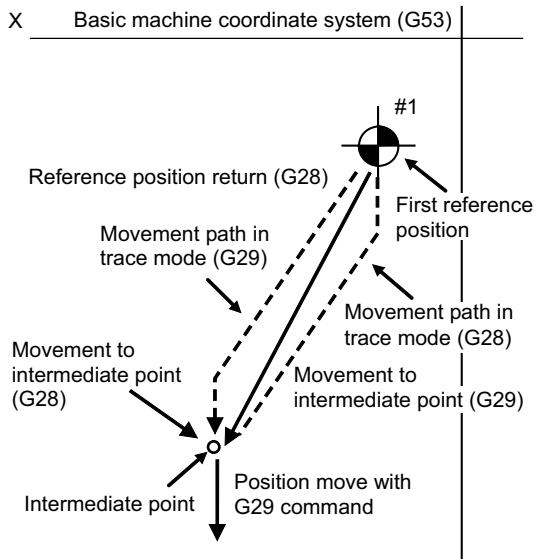 X
Basic machine coordinate system (G53)
#1
Reference position return (G28)
First reference
position
Movement path in
trace mode (G29)
Movement path in
trace mode (G28)
Movement to
intermediate point
(G28)
Movement to
intermediate point (G29)
Intermediate point
Position move with
G29 command